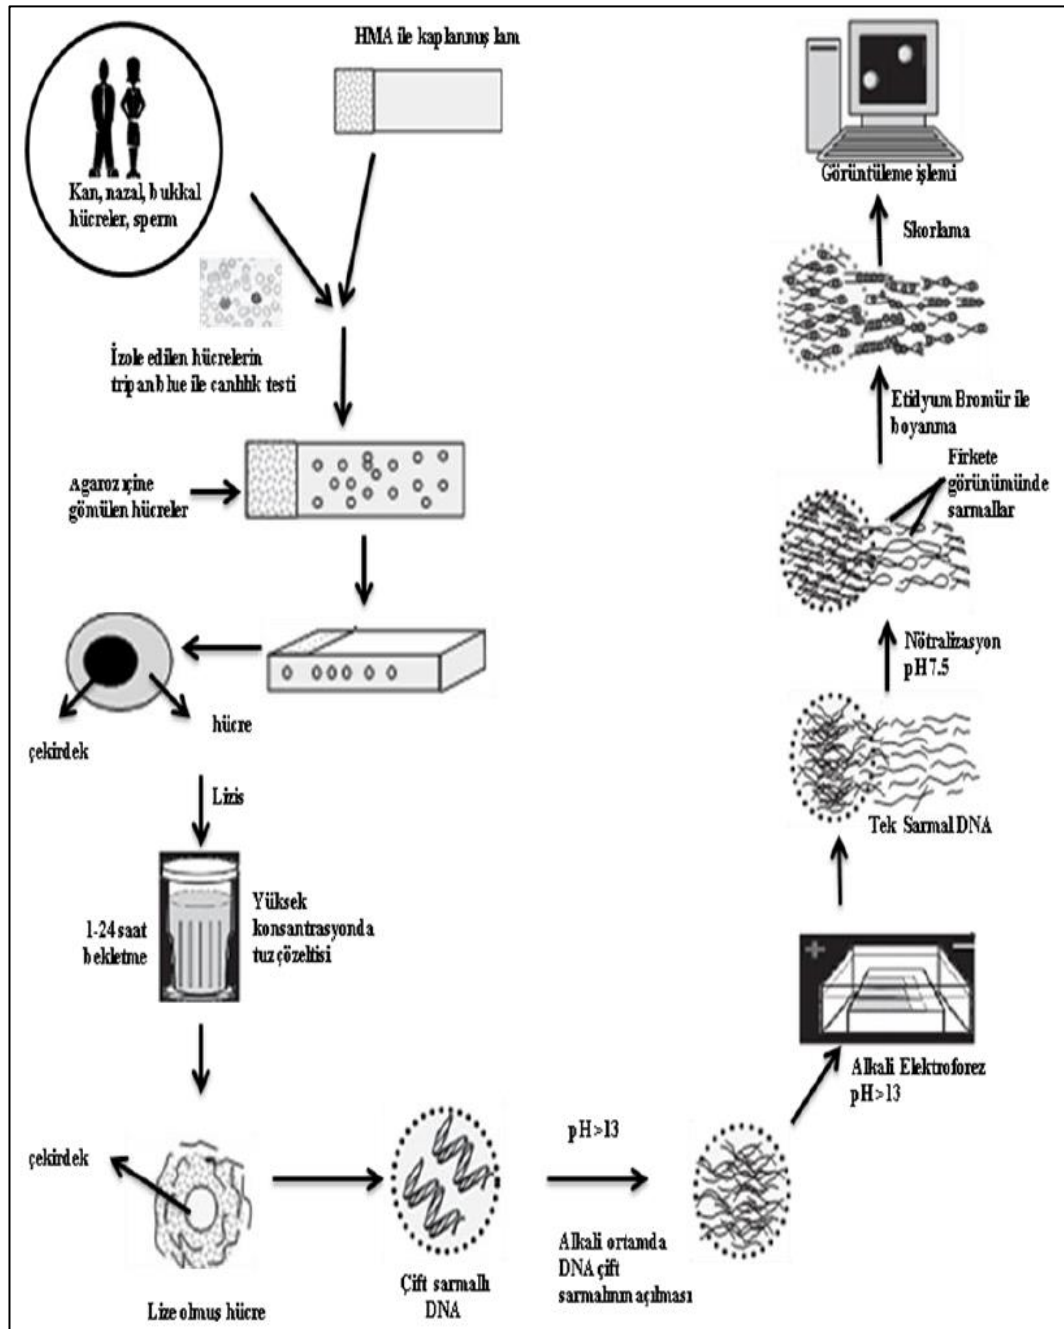 HMA ile kaplanmış lam
Kan, nazal, bukkal
hücreler, sperm
İzole edilen hücrelerin
tripanblue ile canlılık testi
Agaroz içine
gömülen hücreler
çekirdek
hücre
Lizis
1-24 saat
bekletme
Yüksek
konsantrasyonda
tuz çözeltisi
çekirdek
Lize olmuş hücre
Çift sarmallı
DNA
pH>13
Alkali ortamda
DNA çift
sarmalının açılması
+
Alkali Elektroforez
pH>13
Tek Sarmal DNA
Nötralizasyon
pH 7.5
Firkete
görünümünde
sarmallar
Etidyum Bromür ile
boyanma
Skorlama
Görüntüleme işlemi